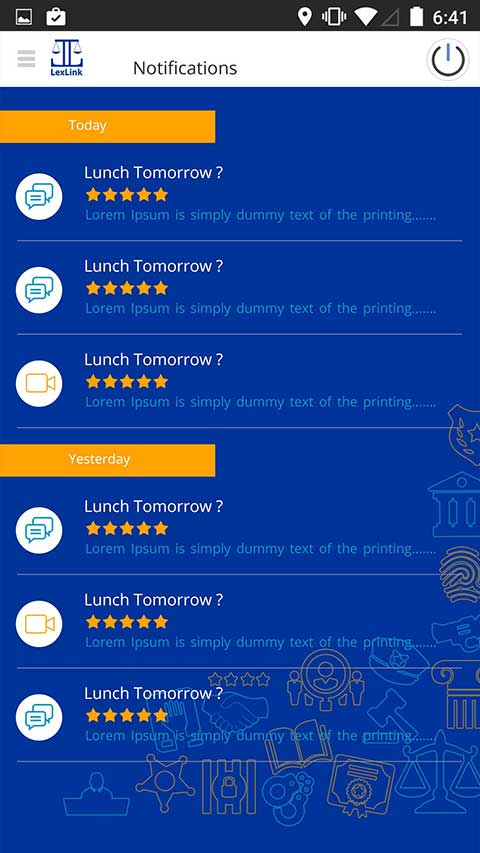 6:41
LexLink
Notifications
Today
Lunch Tomorrow ?
Lorem Ipsum is simply dummy text of the printing.......
Lunch Tomorrow ?
Lorem Ipsum is simply dummy text of the printing.......
Lunch Tomorrow ?
Lorem Ipsum is simply dummy text of the printing.......
Yesterday
Lunch Tomorrow ?
Lorem Ipsum is simply dummy text of the printing.......
Lunch Tomorrow ?
Lorem Ipsum is simply dummy text of the printing.......
Lunch Tomorrow ?
Lorem Ipsum is simply dummy text of the printing.......